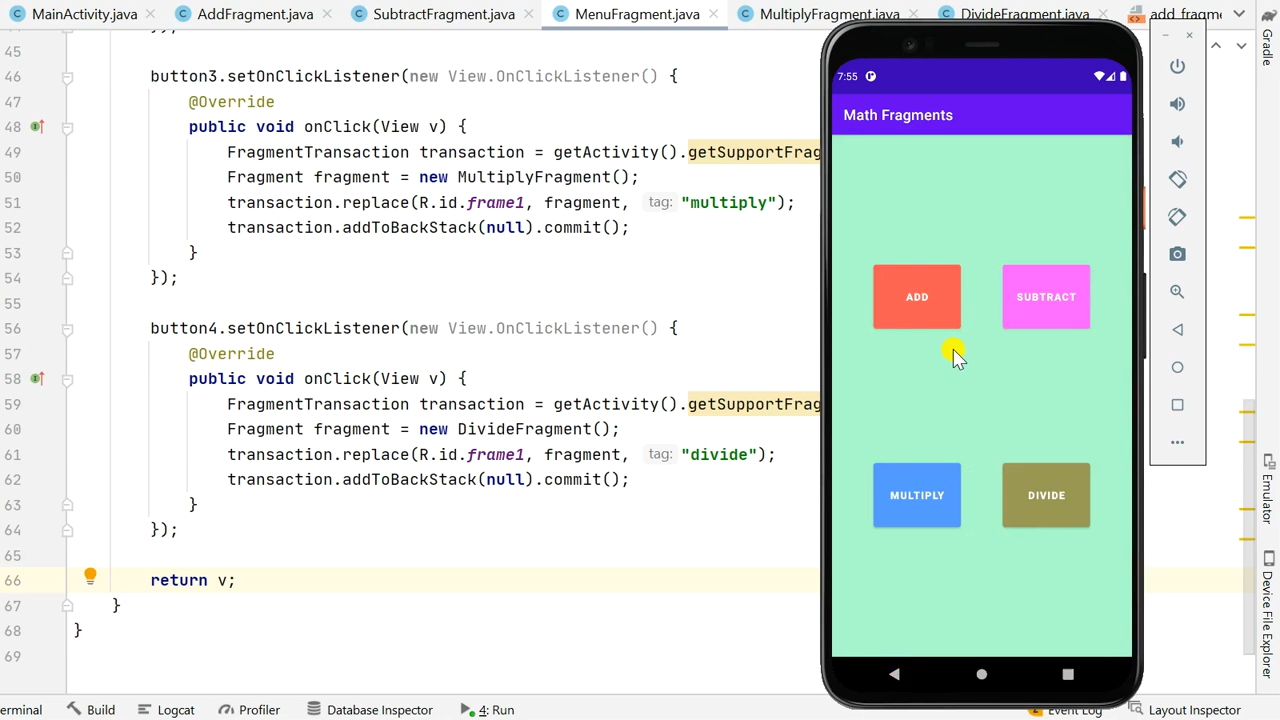 MainActivity.java
AddFragment.java
SubtractFragment.java
MenuFragment.java
MultiplyFragment.java
DivideFragment.java
45 });
46 button3.setOnClickListener(new View.OnClickListener() {
47 @Override
48 public void onClick(View v) {
49 FragmentTransaction transaction = getActivity().getSupportFrag
50 Fragment fragment = new MultiplyFragment();
51 transaction.replace(R.id.frame1, fragment, tag: "multiply");
52 transaction.addToBackStack(null).commit();
53 }
54 });
55
56 button4.setOnClickListener(new View.OnClickListener() {
57 @Override
58 public void onClick(View v) {
59 FragmentTransaction transaction = getActivity().getSupportFrag
60 Fragment fragment = new DivideFragment();
61 transaction.replace(R.id.frame1, fragment, tag: "divide");
62 transaction.addToBackStack(null).commit();
63 }
64 });
65
66 return v;
67 }
68 }
69
7:55
Math Fragments
ADD
SUBTRACT
MULTIPLY
DIVIDE
Gradle
Emulator
Device File Explorer
erminal
Build
Logcat
Profiler
Database Inspector
4: Run
Event Log
Layout Inspector